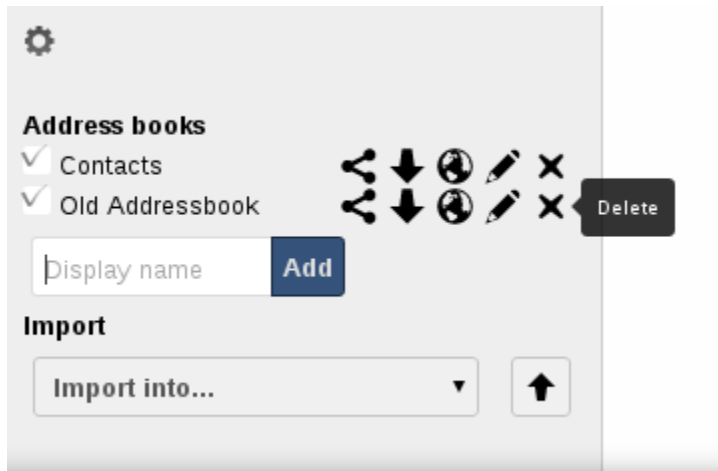 Address books
Contacts
Old Addressbook
Delete
Display name
Add
Import
Import into...